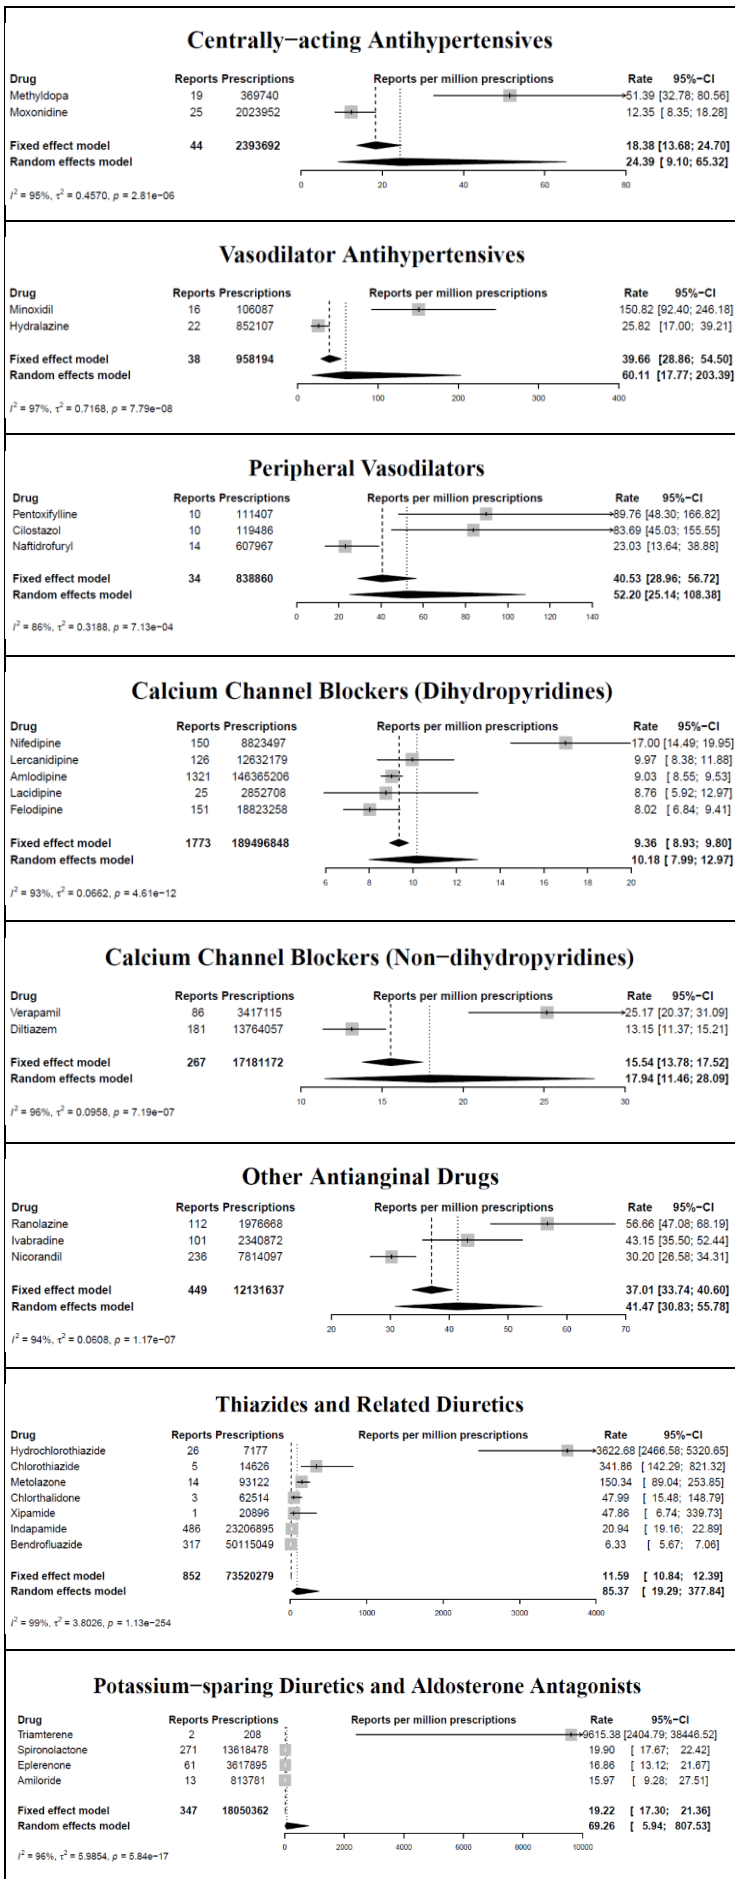 Centrally−acting Antihypertensives
Drug Reports Prescriptions Reports per million prescriptions Rate 95%−CI
Methyldopa 19 369740 51.39 [32.78; 80.56]
Moxonidine 25 2023952 12.35 [ 8.35; 18.28]
Fixed effect model 44 2393692 18.38 [13.68; 24.70]
Random effects model 24.39 [ 9.10; 65.32]
0 20 40 60 80
I² = 95%, τ² = 0.4570, p = 2.81e−06
Vasodilator Antihypertensives
Drug Reports Prescriptions Reports per million prescriptions Rate 95%−CI
Minoxidil 16 106087 150.82 [92.40; 246.18]
Hydralazine 22 852107 25.82 [17.00; 39.21]
Fixed effect model 38 958194 39.66 [28.86; 54.50]
Random effects model 60.11 [17.77; 203.39]
0 100 200 300 400
I² = 97%, τ² = 0.7168, p = 7.79e−08
Peripheral Vasodilators
Drug Reports Prescriptions Reports per million prescriptions Rate 95%−CI
Pentoxifylline 10 111407 89.76 [48.30; 166.82]
Cilostazol 10 119486 83.69 [45.03; 155.55]
Naftidrofuryl 14 607967 23.03 [13.64; 38.88]
Fixed effect model 34 838860 40.53 [28.96; 56.72]
Random effects model 52.20 [25.14; 108.38]
0 20 40 60 80 100 120 140
I² = 86%, τ² = 0.3188, p = 7.13e−04
Calcium Channel Blockers (Dihydropyridines)
Drug Reports Prescriptions Reports per million prescriptions Rate 95%−CI
Nifedipine 150 8823497 17.00 [14.49; 19.95]
Lercanidipine 126 12632179 9.97 [ 8.38; 11.88]
Amlodipine 1321 146365206 9.03 [ 8.55; 9.53]
Lacidipine 25 2852708 8.76 [ 5.92; 12.97]
Felodipine 151 18823258 8.02 [ 6.84; 9.41]
Fixed effect model 1773 189496848 9.36 [ 8.93; 9.80]
Random effects model 10.18 [ 7.99; 12.97]
6 8 10 12 14 16 18 20
I² = 93%, τ² = 0.0662, p = 4.61e−12
Calcium Channel Blockers (Non−dihydropyridines)
Drug Reports Prescriptions Reports per million prescriptions Rate 95%−CI
Verapamil 86 3417115 25.17 [20.37; 31.09]
Diltiazem 181 13764057 13.15 [11.37; 15.21]
Fixed effect model 267 17181172 15.54 [13.78; 17.52]
Random effects model 17.94 [11.46; 28.09]
10 15 20 25 30
I² = 96%, τ² = 0.0958, p = 7.19e−07
Other Antianginal Drugs
Drug Reports Prescriptions Reports per million prescriptions Rate 95%−CI
Ranolazine 112 1976668 56.66 [47.08; 68.19]
Ivabradine 101 2340872 43.15 [35.50; 52.44]
Nicorandil 236 7814097 30.20 [26.58; 34.31]
Fixed effect model 449 12131637 37.01 [33.74; 40.60]
Random effects model 41.47 [30.83; 55.78]
20 30 40 50 60 70
I² = 94%, τ² = 0.0608, p = 1.17e−07
Thiazides and Related Diuretics
Drug Reports Prescriptions Reports per million prescriptions Rate 95%−CI
Hydrochlorothiazide 26 7177 3622.68 [2466.58; 5320.65]
Chlorothiazide 5 14626 341.86 [ 142.29; 821.32]
Metolazone 14 93122 150.34 [ 89.04; 253.85]
Chlorthalidone 3 62514 47.99 [ 15.48; 148.79]
Xipamide 1 20896 47.86 [ 6.74; 339.73]
Indapamide 486 23206895 20.94 [ 19.16; 22.89]
Bendrofluazide 317 50115049 6.33 [ 5.67; 7.06]
Fixed effect model 852 73520279 11.59 [ 10.84; 12.39]
Random effects model 85.37 [ 19.29; 377.84]
0 1000 2000 3000 4000
I² = 99%, τ² = 3.8026, p = 1.13e−254
Potassium−sparing Diuretics and Aldosterone Antagonists
Drug Reports Prescriptions Reports per million prescriptions Rate 95%−CI
Triamterene 2 208 9615.38 [2404.79; 38446.52]
Spironolactone 271 13618478 19.90 [ 17.67; 22.42]
Eplerenone 61 3617895 16.86 [ 13.12; 21.67]
Amiloride 13 813781 15.97 [ 9.28; 27.51]
Fixed effect model 347 18050362 19.22 [ 17.30; 21.36]
Random effects model 69.26 [ 5.94; 807.53]
0 2000 4000 6000 8000 10000
I² = 96%, τ² = 5.9854, p = 5.84e−17